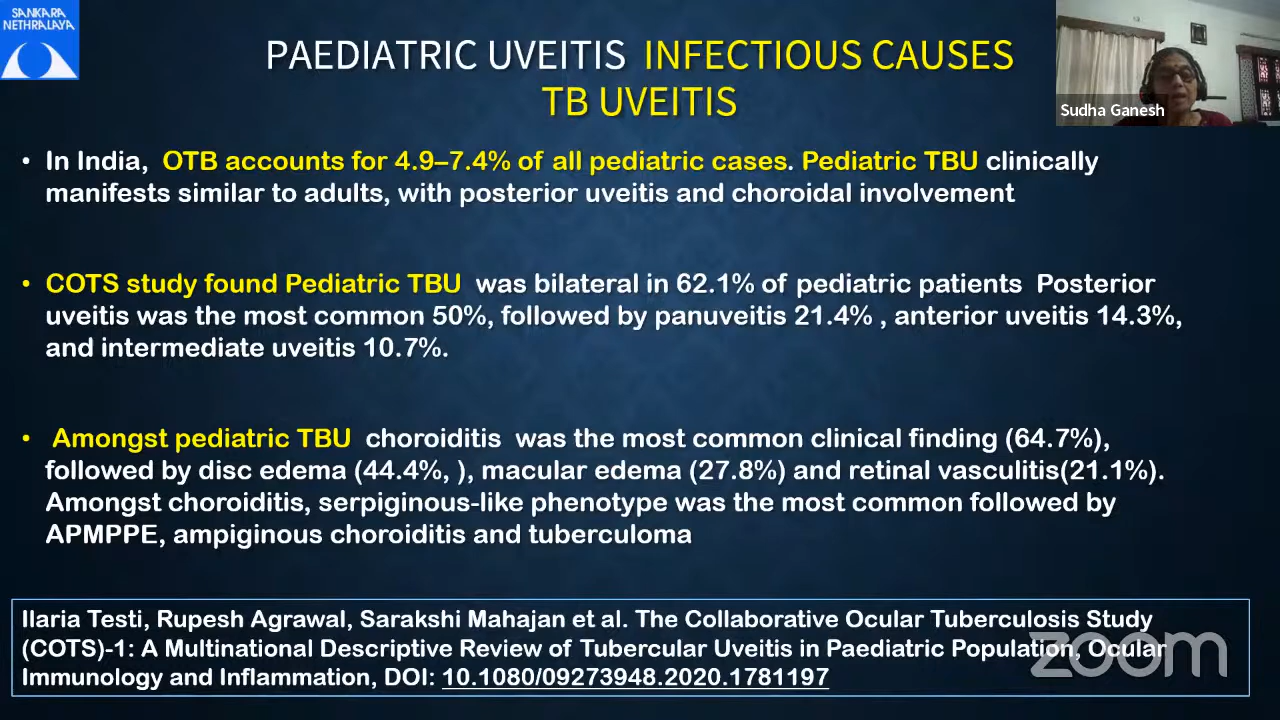 SANKARA
NETHRALAYA
PAEDIATRIC UVEITIS INFECTIOUS CAUSES
TB UVEITIS
Sudha Ganesh
• In India, OTB accounts for 4.9–7.4% of all pediatric cases. Pediatric TBU clinically
manifests similar to adults, with posterior uveitis and choroidal involvement
• COTS study found Pediatric TBU was bilateral in 62.1% of pediatric patients Posterior
uveitis was the most common 50%, followed by panuveitis 21.4% , anterior uveitis 14.3%,
and intermediate uveitis 10.7%.
• Amongst pediatric TBU choroiditis was the most common clinical finding (64.7%),
followed by disc edema (44.4%, ), macular edema (27.8%) and retinal vasculitis(21.1%).
Amongst choroiditis, serpiginous-like phenotype was the most common followed by
APMPPE, ampiginous choroiditis and tuberculoma
Ilaria Testi, Rupesh Agrawal, Sarakshi Mahajan et al. The Collaborative Ocular Tuberculosis Study
(COTS)-1: A Multinational Descriptive Review of Tubercular Uveitis in Paediatric Population, Ocular
Immunology and Inflammation, DOI: 10.1080/09273948.2020.1781197
zoom